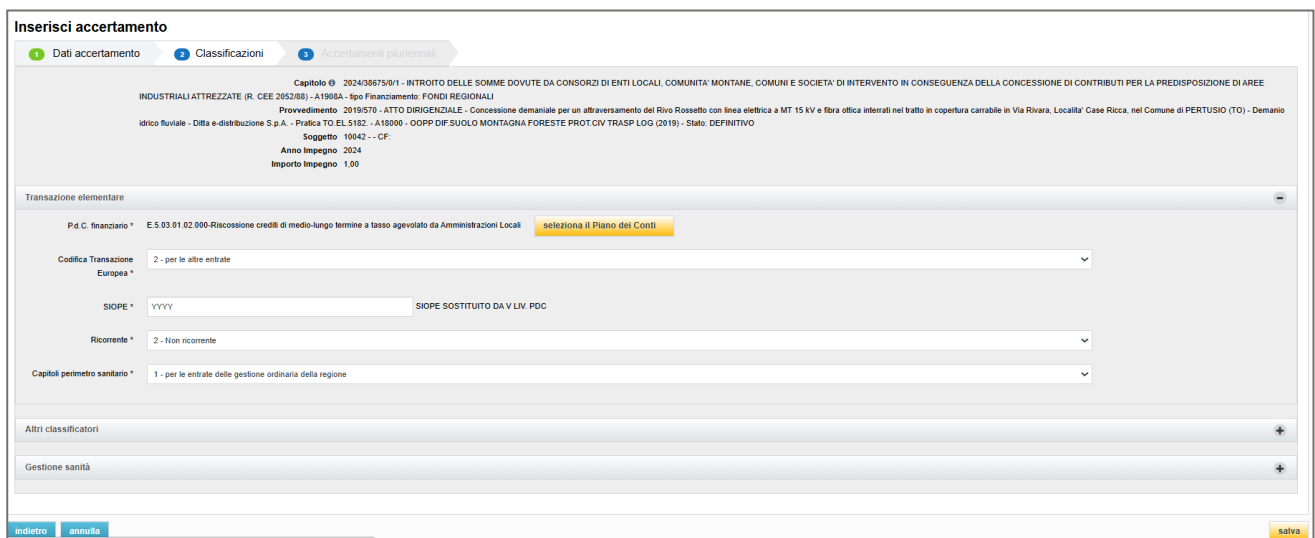 Inserisci accertamento
1 Dati accertamento 2 Classificazioni 3 Accertamenti pluriennali
Capitolo 2024/38675/0/1 - INTROITO DELLE SOMME DOVUTE DA CONSORZI DI ENTI LOCALI, COMUNITA' MONTANE, COMUNI E SOCIETA' DI INTERVENTO IN CONSEGUENZA DELLA CONCESSIONE DI CONTRIBUTI PER LA PREDISPOSIZIONE DI AREE
INDUSTRIALI ATTREZZATE (R. CEE 2052/88) - A1908A - tipo Finanziamento: FONDI REGIONALI
Provvedimento 2019/570 - ATTO DIRIGENZIALE - Concessione demaniale per un attraversamento del Rivo Rossetto con linea elettrica a MT 15 kV e fibra ottica interrati nel tratto in copertura carrabile in Via Rivara, Localita' Case Ricca, nel Comune di PERTUSIO (TO) - Demanio
idrico fluviale - Ditta e-distribuzione S.p.A. - Pratica TO.EL.5182. - A18000 - OOPP DIF.SUOLO MONTAGNA FORESTE PROT.CIV TRASP LOG (2019) - Stato: DEFINITIVO
Soggetto 10042 - - CF:
Anno Impegno 2024
Importo Impegno 1,00
Transazione elementare
P.d.C. finanziario * E.5.03.01.02.000-Riscossione crediti di medio-lungo termine a tasso agevolato da Amministrazioni Locali seleziona il Piano dei Conti
Codifica Transazione
Europea * 2 - per le altre entrate
SIOPE * YYYY SIOPE SOSTITUITO DA V LIV. PDC
Ricorrente * 2 - Non ricorrente
Capitoli perimetro sanitario * 1 - per le entrate delle gestione ordinaria della regione
Altri classificatori
Gestione sanità
indietro annulla salva